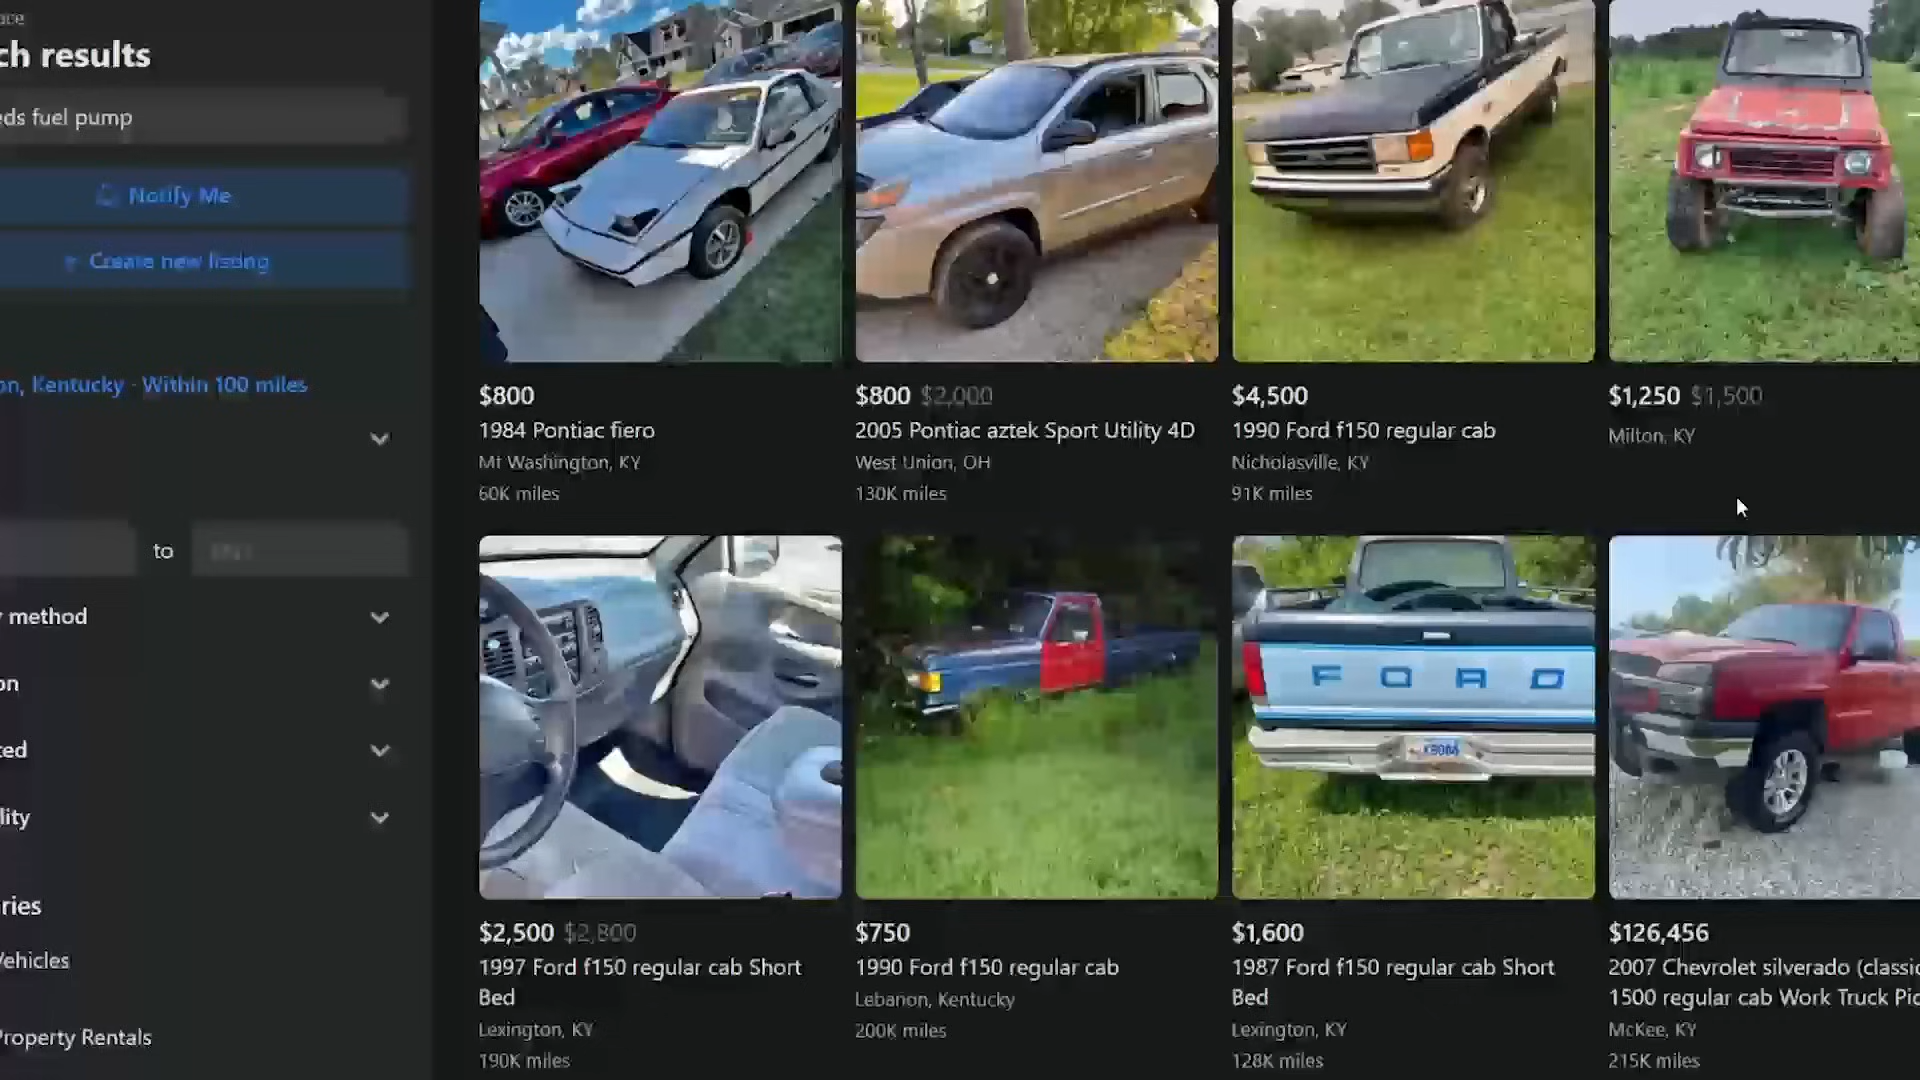 ace
ch results
eds fuel pump
Notify Me
Create new listing
on, Kentucky · Within 100 miles
to
y method
on
ted
lity
ries
Vehicles
Property Rentals
$800
1984 Pontiac fiero
Mt Washington, KY
60K miles
$800 $2,000
2005 Pontiac aztek Sport Utility 4D
West Union, OH
130K miles
$4,500
1990 Ford f150 regular cab
Nicholasville, KY
91K miles
$1,250 $1,500
Milton, KY
$2,500 $2,800
1997 Ford f150 regular cab Short
Bed
Lexington, KY
190K miles
$750
1990 Ford f150 regular cab
Lebanon, Kentucky
200K miles
FORD
$1,600
1987 Ford f150 regular cab Short
Bed
Lexington, KY
128K miles
$126,456
2007 Chevrolet silverado (classic
1500 regular cab Work Truck Pic
McKee, KY
215K miles